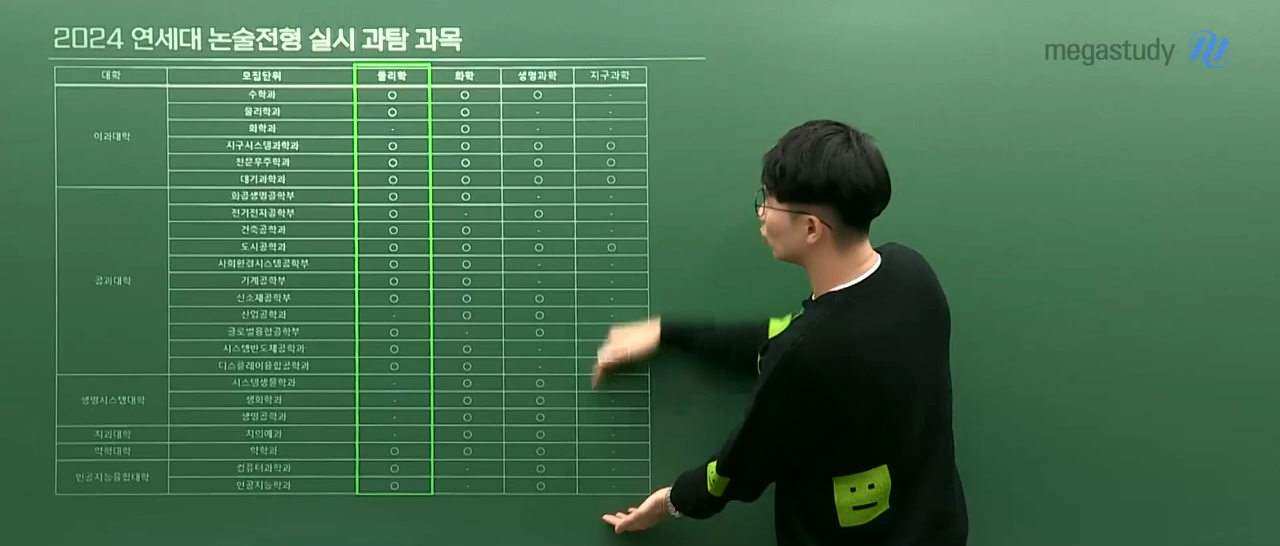 2024 연세대 논술전형 실시 과탐 과목
megastudy M
대학 모집단위 물리학 화학 생명과학 지구과학
이과대학 수학과 ○ ○ ○ -
물리학과 ○ ○ - -
화학과 - ○ - -
지구시스템과학과 ○ ○ ○ ○
천문우주학과 ○ ○ ○ ○
대기과학과 ○ ○ ○ ○
공과대학 화공생명공학부 ○ ○ - -
전기전자공학부 ○ - ○ -
건축공학과 ○ ○ - -
도시공학과 ○ ○ ○ ○
사회환경시스템공학부 ○ ○ - -
기계공학부 ○ ○ - -
신소재공학부 ○ ○ ○ -
산업공학과 - ○ ○ -
글로벌융합공학부 ○ - ○
시스템반도체공학과 ○ ○ -
디스플레이융합공학과 ○ ○ -
생명시스템대학 시스템생물학과 - ○ ○ -
생화학과 - ○ ○ -
생명공학과 - ○ ○ -
치과대학 치의예과 - ○ ○ -
약학대학 약학과 ○ ○ ○ -
인공지능융합대학 컴퓨터과학과 ○ - ○ -
인공지능학과 ○ - ○ -